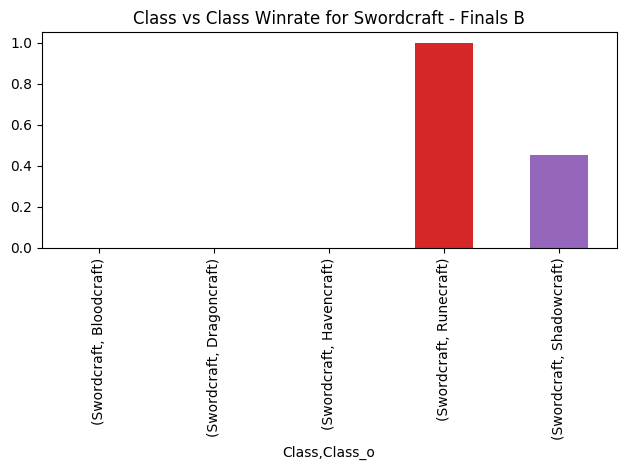 Class vs Class Winrate for Swordcraft - Finals B
1.0
0.8
0.6
0.4
0.2
0.0
(Swordcraft, Bloodcraft)
(Swordcraft, Dragoncraft)
(Swordcraft, Havencraft)
(Swordcraft, Runecraft)
(Swordcraft, Shadowcraft)
Class,Class_o